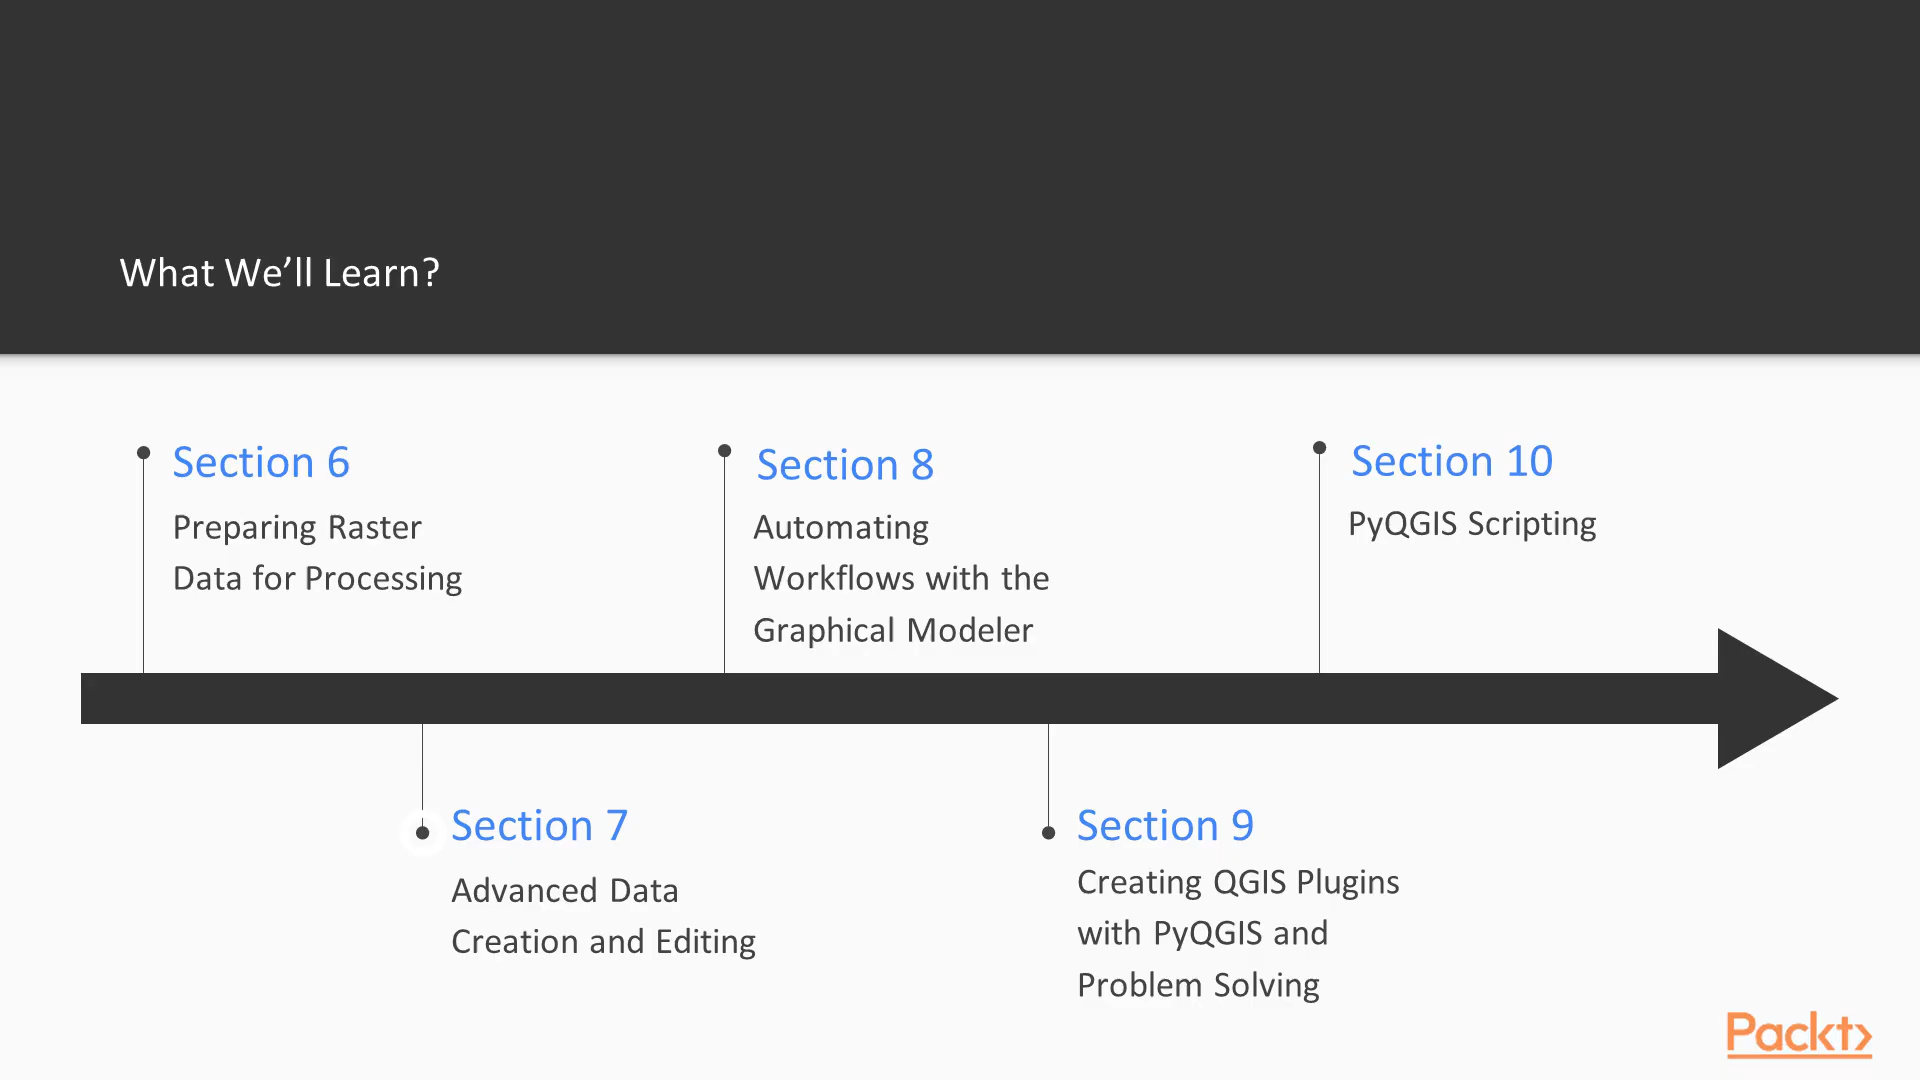 What We’ll Learn?
Section 6
Preparing Raster
Data for Processing
Section 7
Advanced Data
Creation and Editing
Section 8
Automating
Workflows with the
Graphical Modeler
Section 9
Creating QGIS Plugins
with PyQGIS and
Problem Solving
Section 10
PyQGIS Scripting
Packt>